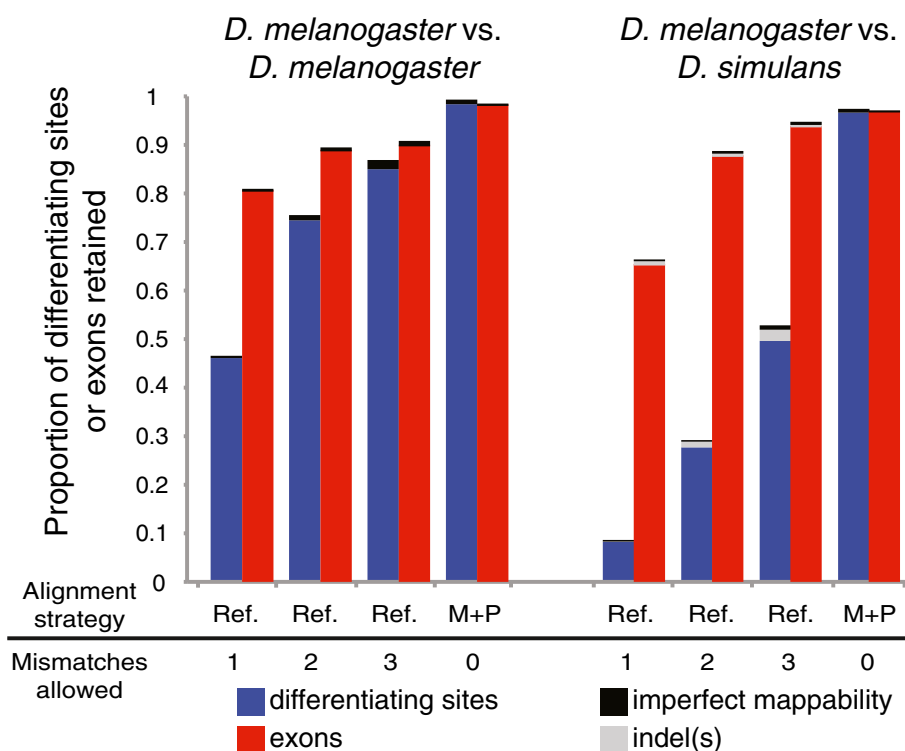 D. melanogaster vs.
D. melanogaster
D. melanogaster vs.
D. simulans
Proportion of differentiating sites
or exons retained
1
0.9
0.8
0.7
0.6
0.5
0.4
0.3
0.2
0.1
0
Alignment
strategy
Ref. Ref. Ref. M+P Ref. Ref. Ref. M+P
Mismatches
allowed
1 2 3 0 1 2 3 0
differentiating sites
exons
imperfect mappability
indel(s)